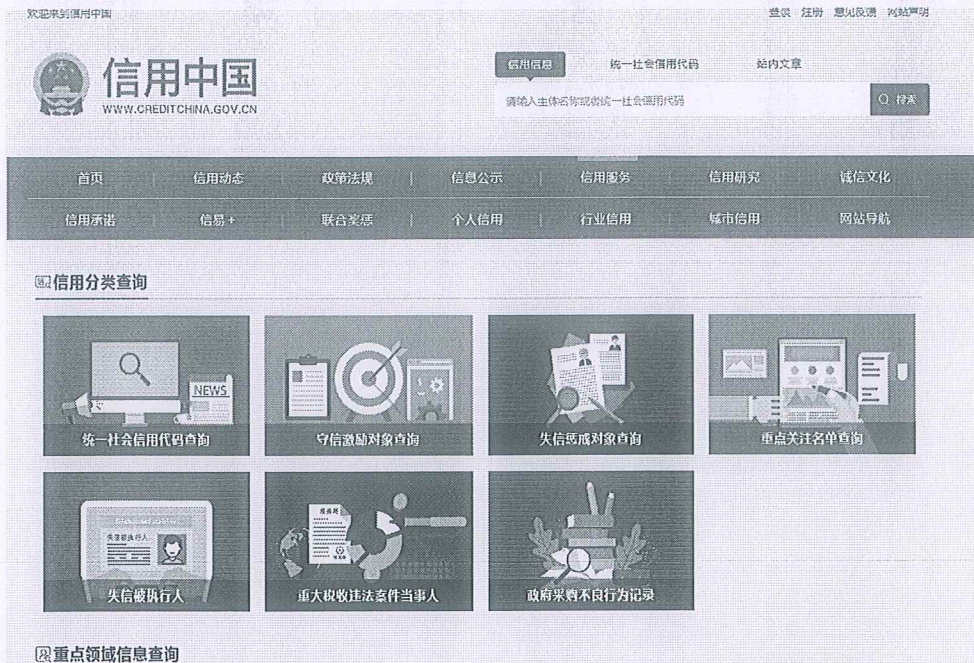 欢迎来到信用中国
登录 注册 意见反馈 网站声明
信用中国
WWW.CREDITCHINA.GOV.CN
信用信息 统一社会信用代码 站内文章
请输入主体名称或者统一社会信用代码 搜索
首页 信用动态 政策法规 信息公示 信用服务 信用研究 诚信文化
信用承诺 信易+ 联合奖惩 个人信用 行业信用 城市信用 网站导航
信用分类查询
NEWS
统一社会信用代码查询 守信激励对象查询 失信惩戒对象查询 重点关注名单查询
失信被执行人
失信被执行人 重大税收违法案件当事人 政府采购不良行为记录
重点领域信息查询